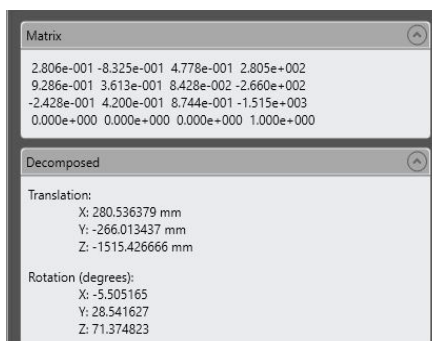 Matrix
2.806e-001 -8.325e-001 4.778e-001 2.805e+002
9.286e-001 3.613e-001 8.428e-002 -2.660e+002
-2.428e-001 4.200e-001 8.744e-001 -1.515e+003
0.000e+000 0.000e+000 0.000e+000 1.000e+000
Decomposed
Translation:
X: 280.536379 mm
Y: -266.013437 mm
Z: -1515.426666 mm
Rotation (degrees):
X: -5.505165
Y: 28.541627
Z: 71.374823